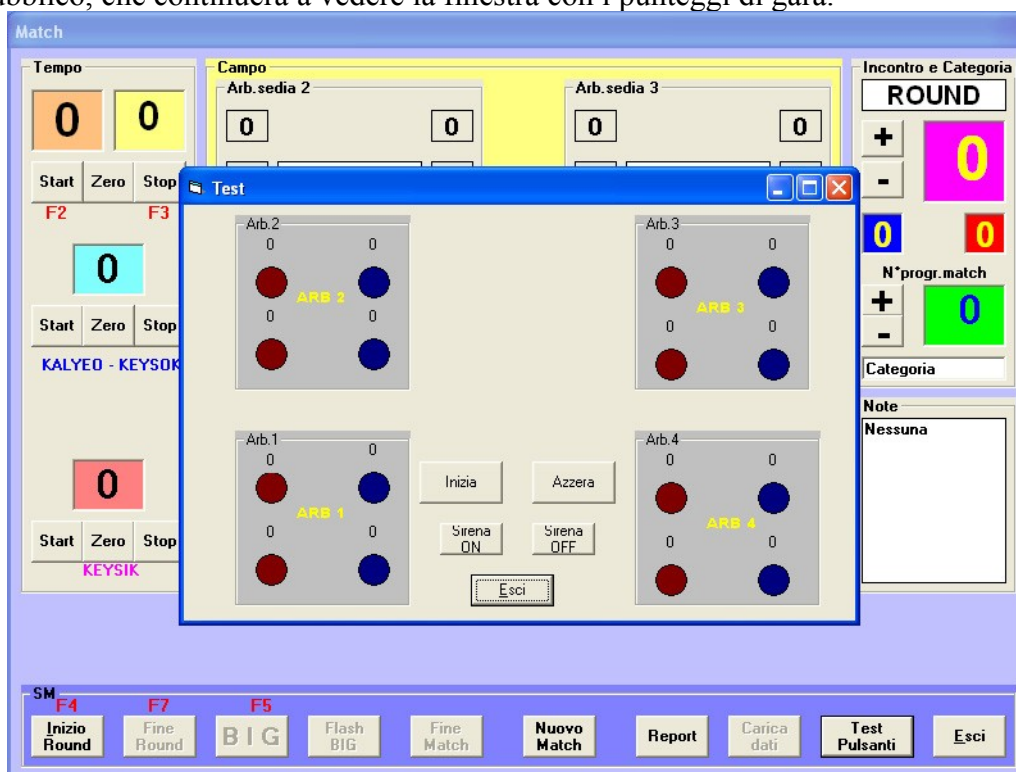 ubblico, che continuerà a vedere la finestra con i punteggi di gara.
Match
Tempo
0 0
Start Zero Stop
F2 F3
0
Start Zero Stop
KALYEO - KEYSOK
0
Start Zero Stop
KEYSIK
Campo
Arb.sedia 2
0 0
Arb.sedia 3
0 0
Incontro e Categoria
ROUND
+
-
0
0 0
N°progr.match
+
-
0
Categoria
Note
Nessuna
Test
Arb.2
0 0
ARB 2
0 0
Arb.3
0 0
ARB 3
0 0
Arb.1
0 0
ARB 1
0 0
Inizia Azzera
Sirena ON
Sirena OFF
Esci
Arb.4
0 0
ARB 4
0 0
SM
F4 F7 F5
Inizio Round
Fine Round
BIG
Flash BIG
Fine Match
Nuovo Match
Report
Carica dati
Test Pulsanti
Esci